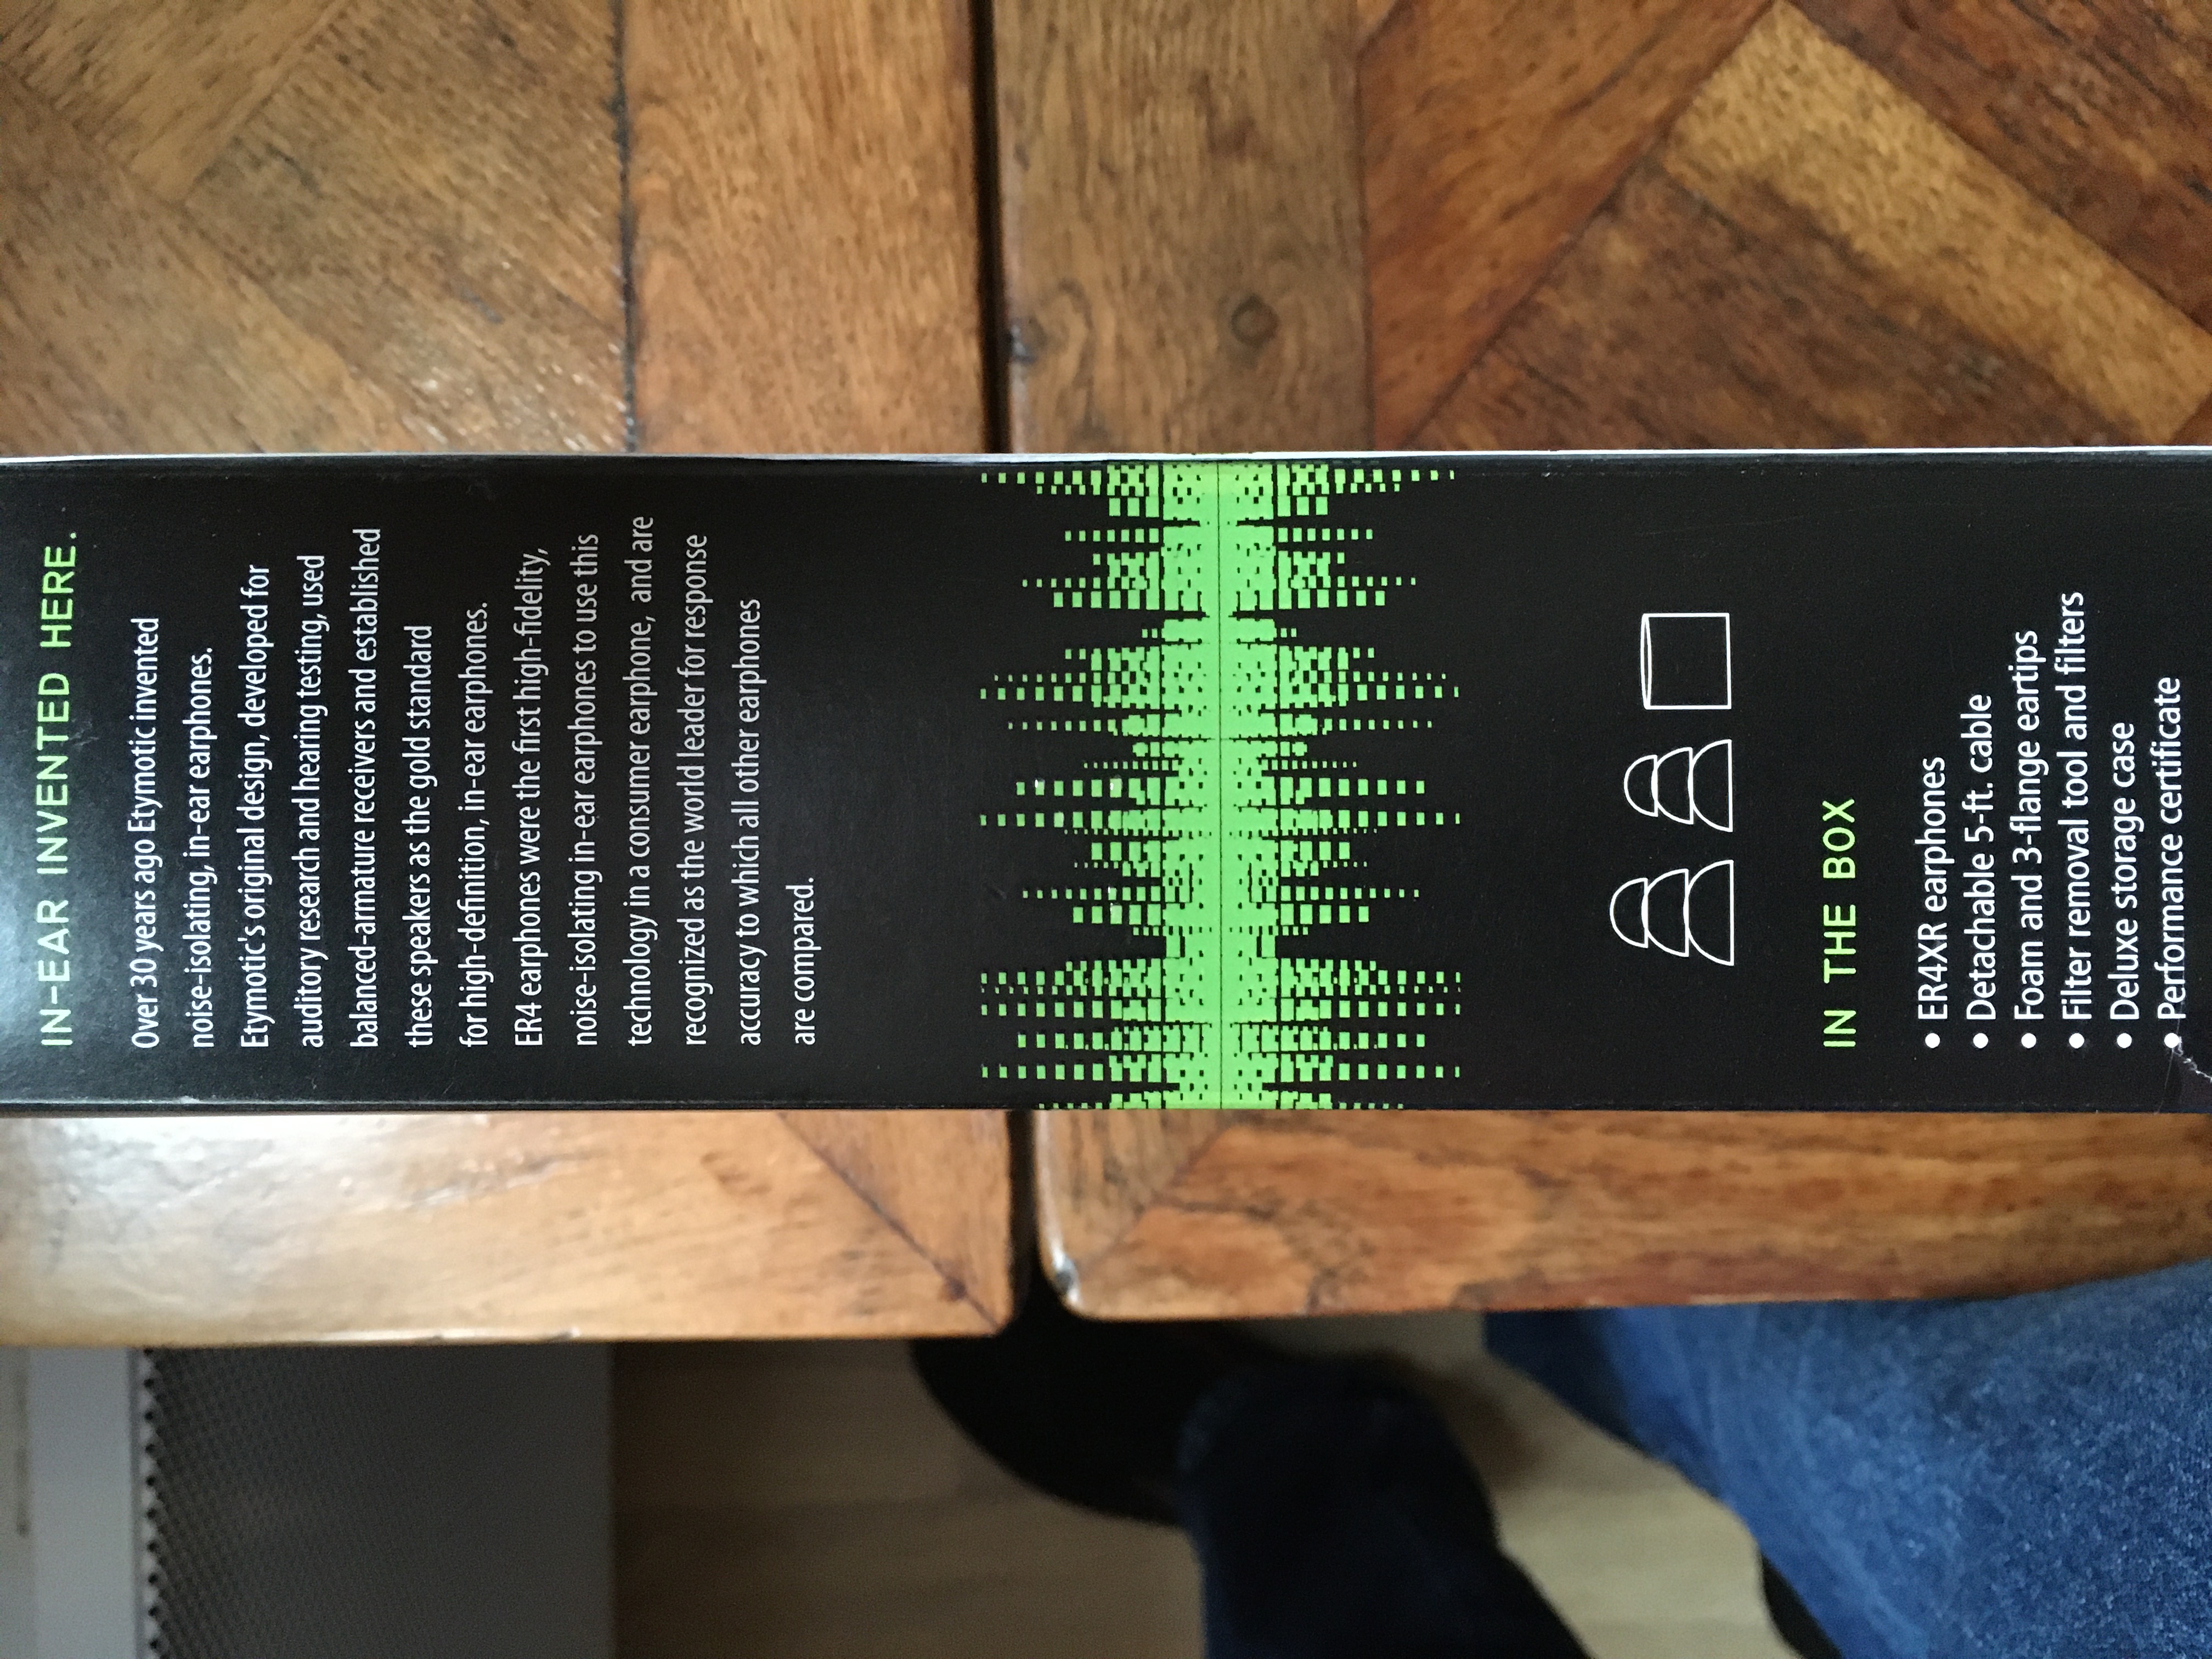 IN-EAR INVENTED HERE.
Over 30 years ago Etymotic invented
noise-isolating, in-ear earphones.
Etymotic's original design, developed for
auditory research and hearing testing, used
balanced-armature receivers and established
these speakers as the gold standard
for high-definition, in-ear earphones.
ER4 earphones were the first high-fidelity,
noise-isolating in-ear earphones to use this
technology in a consumer earphone, and are
recognized as the world leader for response
accuracy to which all other earphones
are compared.
IN THE BOX
• ER4XR earphones
• Detachable 5-ft. cable
• Foam and 3-flange eartips
• Filter removal tool and filters
• Deluxe storage case
• Performance certificate